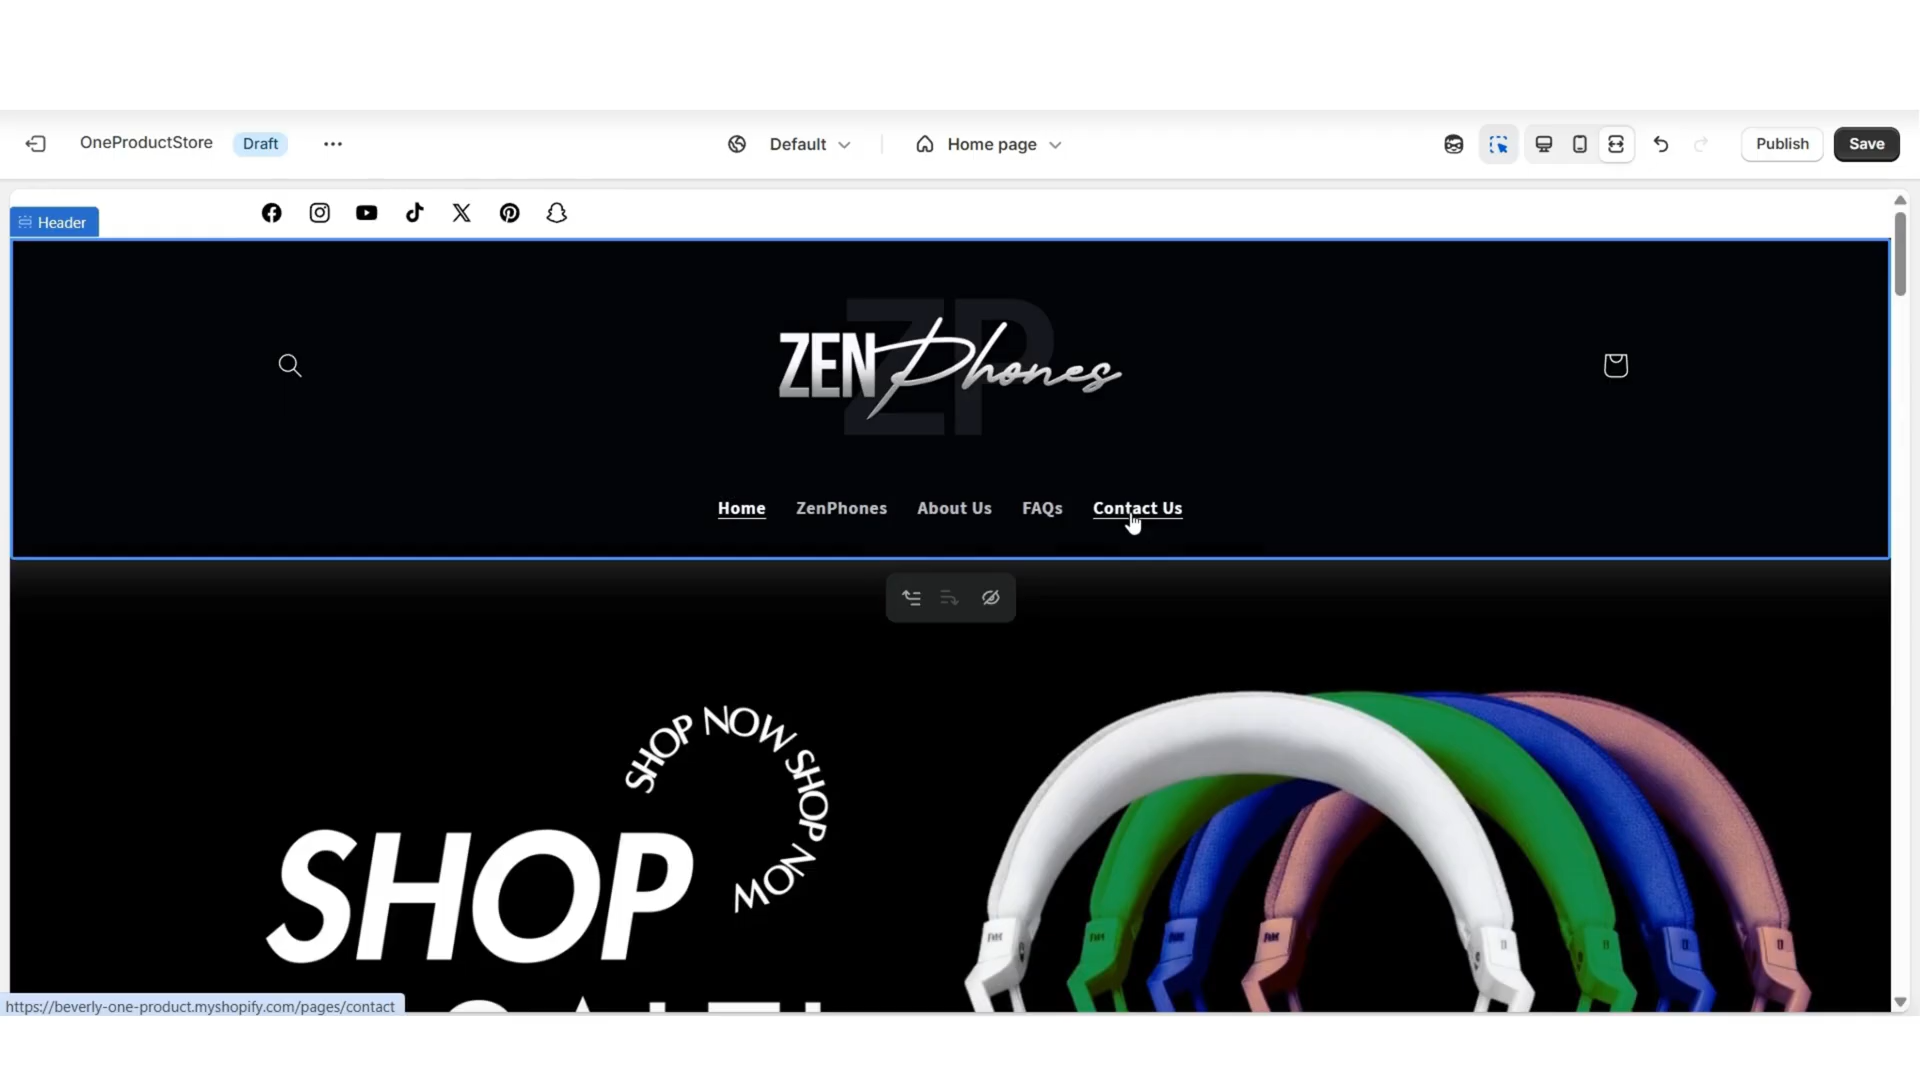 OneProductStore Draft ... Default Home page Publish Save
Header
ZP
ZEN Phones
Home ZenPhones About Us FAQs Contact Us
SHOP NOW SHOP NOW
SHOP
https://beverly-one-product.myshopify.com/pages/contact